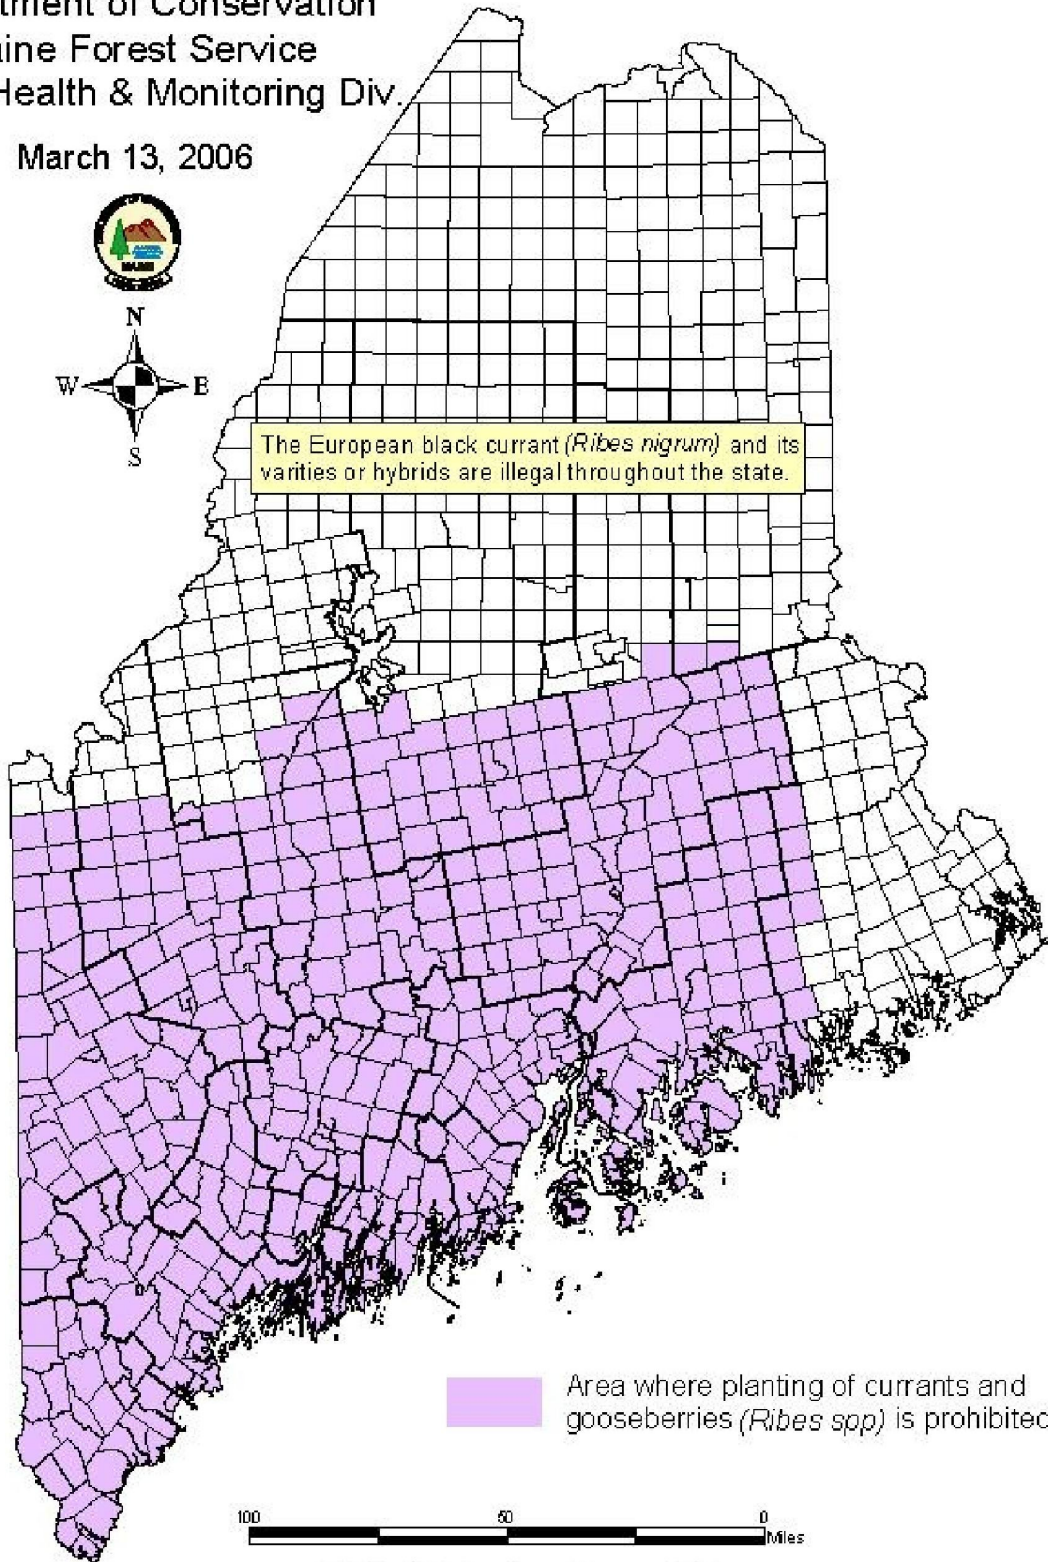 tment of Conservation
ine Forest Service
Health & Monitoring Div.
March 13, 2006
N
W E
S
The European black currant (Ribes nigrum) and its
varities or hybrids are illegal throughout the state.
Area where planting of currants and
gooseberries (Ribes spp) is prohibited
100 50 0
Miles